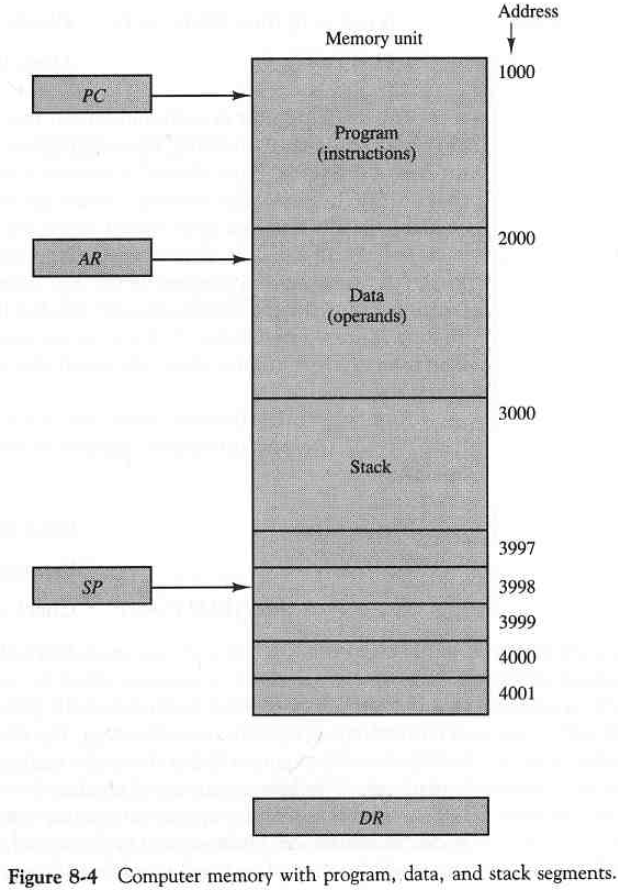 Address
Memory unit
1000
PC
Program
(instructions)
2000
AR
Data
(operands)
3000
Stack
3997
SP
3998
3999
4000
4001
DR
Figure 8-4 Computer memory with program, data, and stack segments.